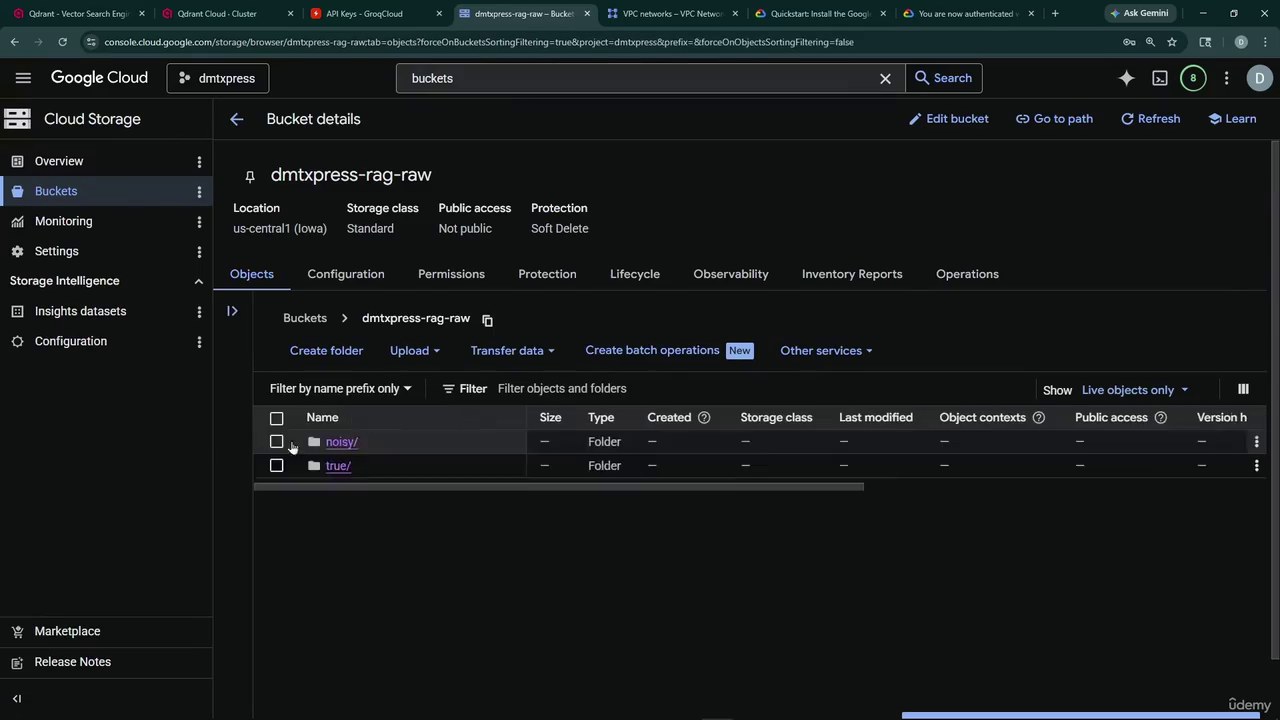 Qdrant - Vector Search Engi
Qdrant Cloud - Cluster
API Keys - GroqCloud
dmtxpress-rag-raw – Bucket
VPC networks – VPC Network
Quickstart: Install the Google
You are now authenticated w
Ask Gemini
console.cloud.google.com/storage/browser/dmtxpress-rag-raw;tab=objects?forceOnBucketsSortingFiltering=true&project=dmtxpress&prefix=&forceOnObjectsSortingFiltering=false
D
Google Cloud
dmtxpress
buckets
Search
8
D
Cloud Storage
Overview
Buckets
Monitoring
Settings
Storage Intelligence
Insights datasets
Configuration
Marketplace
Release Notes
Bucket details
Edit bucket
Go to path
Refresh
Learn
dmtxpress-rag-raw
Location Storage class Public access Protection
us-central1 (Iowa) Standard Not public Soft Delete
Objects Configuration Permissions Protection Lifecycle Observability Inventory Reports Operations
Buckets > dmtxpress-rag-raw
Create folder Upload Transfer data Create batch operations New Other services
Filter by name prefix only Filter Filter objects and folders Show Live objects only
Name Size Type Created Storage class Last modified Object contexts Public access Version h
noisy/ — Folder — — — — — —
true/ — Folder — — — — — —
ûdemy